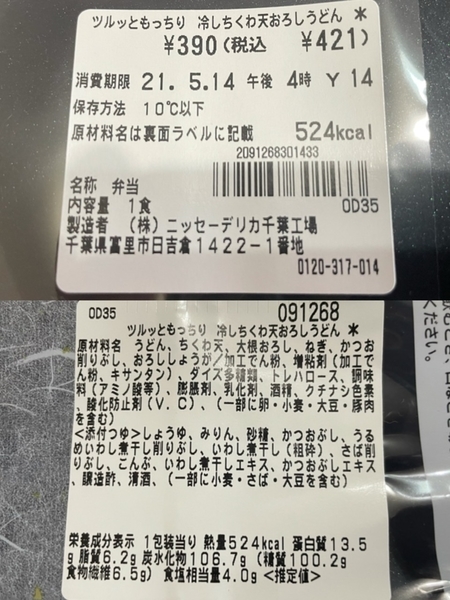 ツルッともっちり 冷しちくわ天おろしうどん *
¥390(税込 ¥421)
消費期限 21. 5.14 午後 4時 Y 14
保存方法 10℃以下
原材料名は裏面ラベルに記載 524kcal
2091268301433
名称 弁当
内容量 1食 OD35
製造者 (株)ニッセーデリカ千葉工場
千葉県富里市日吉倉1422-1番地
0120-317-014
OD35 091268
ツルッともっちり 冷しちくわ天おろしうどん *
原材料名 うどん、ちくわ天、大根おろし、ねぎ、かつお
削りぶし、おろししょうが/加工でん粉、増粘剤(加工で
ん粉、キサンタン)、ダイズ多糖類、トレハロース、調味
料(アミノ酸等)、膨脹剤、乳化剤、酒精、クチナシ色素
、酸化防止剤(V.C)、(一部に卵・小麦・大豆・豚肉
を含む)
<添付つゆ>しょうゆ、みりん、砂糖、かつおぶし、うる
めいわし煮干し削りぶし、いわし煮干し(粗砕)、さば削
りぶし、こんぶ、いわし煮干しエキス、かつおぶしエキス
、醸造酢、清酒、(一部に小麦・さば・大豆を含む)
栄養成分表示 1包装当り 熱量524kcal 蛋白質13.5
g 脂質6.2g 炭水化物106.7g (糖質100.2g
食物繊維6.5g) 食塩相当量4.0g <推定値>
ください。